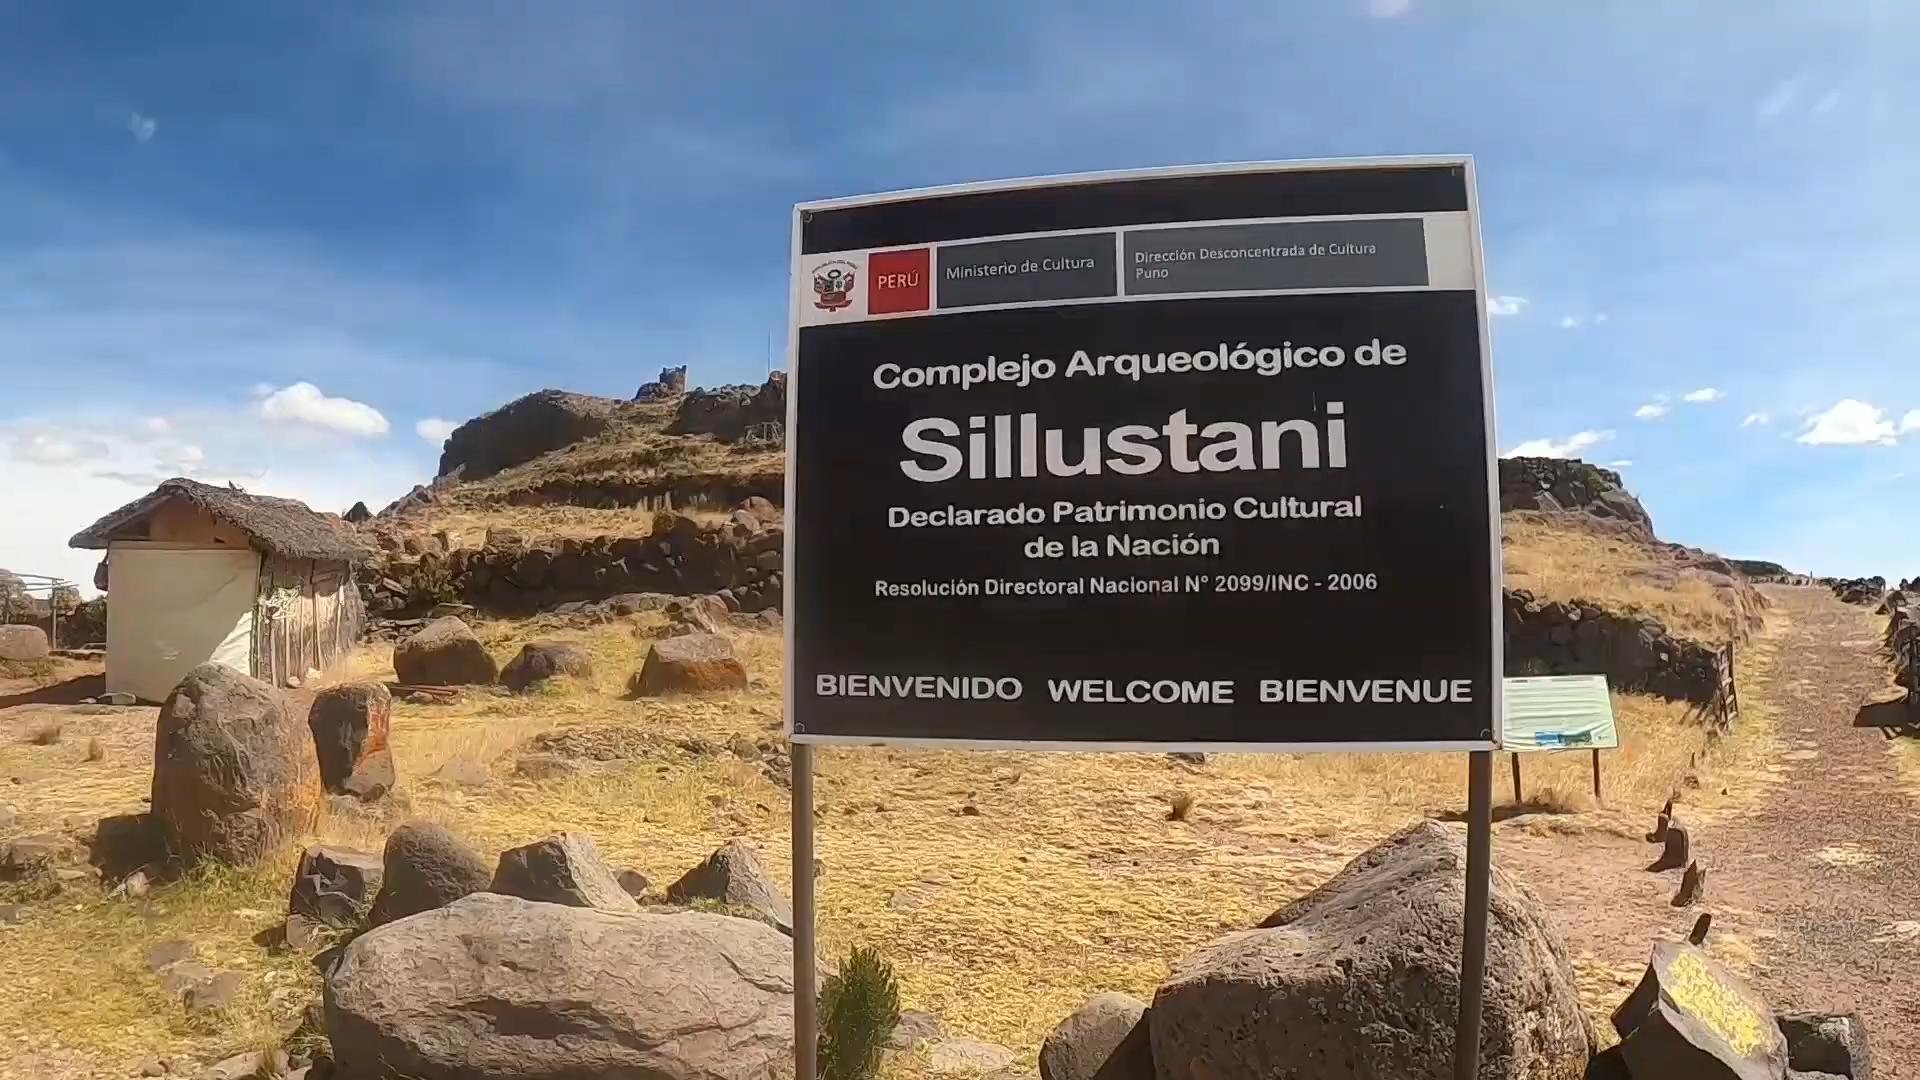 PERÚ
Ministerio de Cultura
Dirección Desconcentrada de Cultura
Puno
Complejo Arqueológico de
Sillustani
Declarado Patrimonio Cultural
de la Nación
Resolución Directoral Nacional N° 2099/INC - 2006
BIENVENIDO WELCOME BIENVENUE